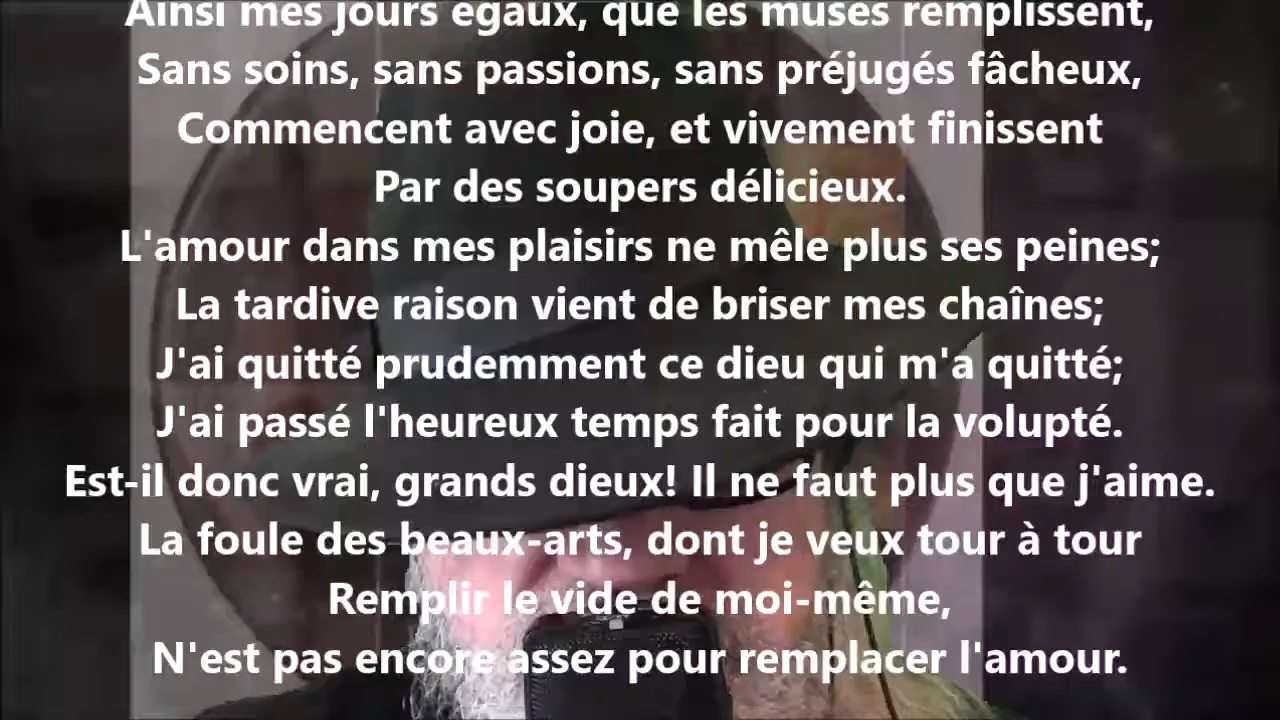 Ainsi mes jours égaux, que les muses remplissent,
Sans soins, sans passions, sans préjugés fâcheux,
Commencent avec joie, et vivement finissent
Par des soupers délicieux.
L'amour dans mes plaisirs ne mêle plus ses peines;
La tardive raison vient de briser mes chaînes;
J'ai quitté prudemment ce dieu qui m'a quitté;
J'ai passé l'heureux temps fait pour la volupté.
Est-il donc vrai, grands dieux! Il ne faut plus que j'aime.
La foule des beaux-arts, dont je veux tour à tour
Remplir le vide de moi-même,
N'est pas encore assez pour remplacer l'amour.